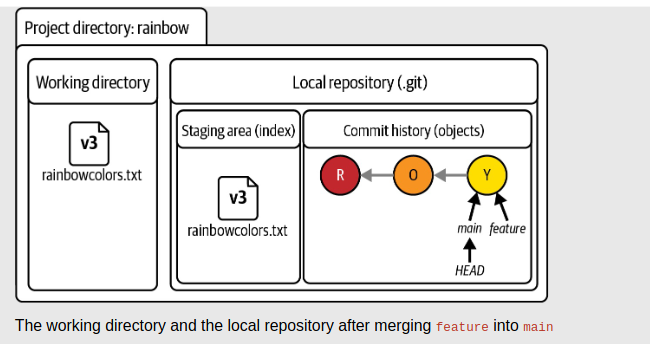 Project directory: rainbow
Working directory
Local repository (.git)
v3
rainbowcolors.txt
Staging area (index)
Commit history (objects)
v3
rainbowcolors.txt
R
O
Y
main
feature
HEAD
The working directory and the local repository after merging feature into main